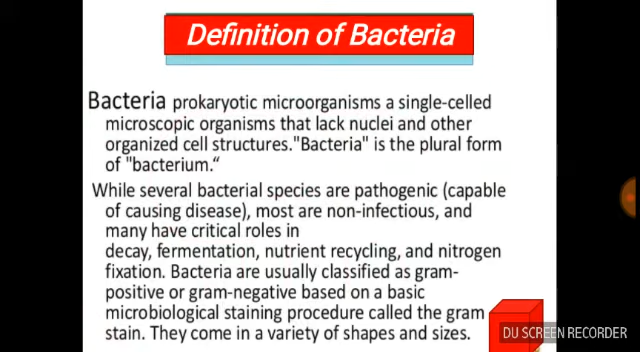 Definition of Bacteria
Bacteria prokaryotic microorganisms a single-celled
microscopic organisms that lack nuclei and other
organized cell structures."Bacteria" is the plural form
of "bacterium.“
While several bacterial species are pathogenic (capable
of causing disease), most are non-infectious, and
many have critical roles in
decay, fermentation, nutrient recycling, and nitrogen
fixation. Bacteria are usually classified as gram-
positive or gram-negative based on a basic
microbiological staining procedure called the gram
stain. They come in a variety of shapes and sizes.
DU SCREEN RECORDER